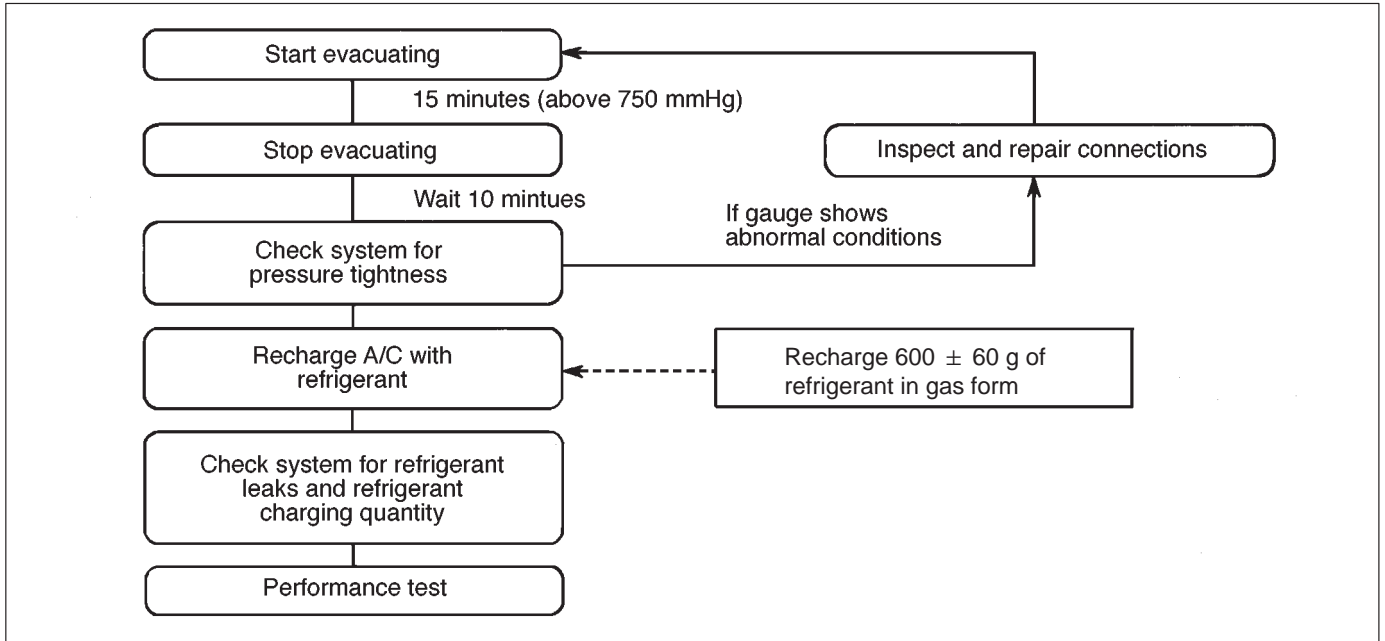 Start evacuating
15 minutes (above 750 mmHg)
Stop evacuating
Inspect and repair connections
Wait 10 mintues
If gauge shows
abnormal conditions
Check system for
pressure tightness
Recharge A/C with
refrigerant
Recharge 600 ± 60 g of
refrigerant in gas form
Check system for refrigerant
leaks and refrigerant
charging quantity
Performance test